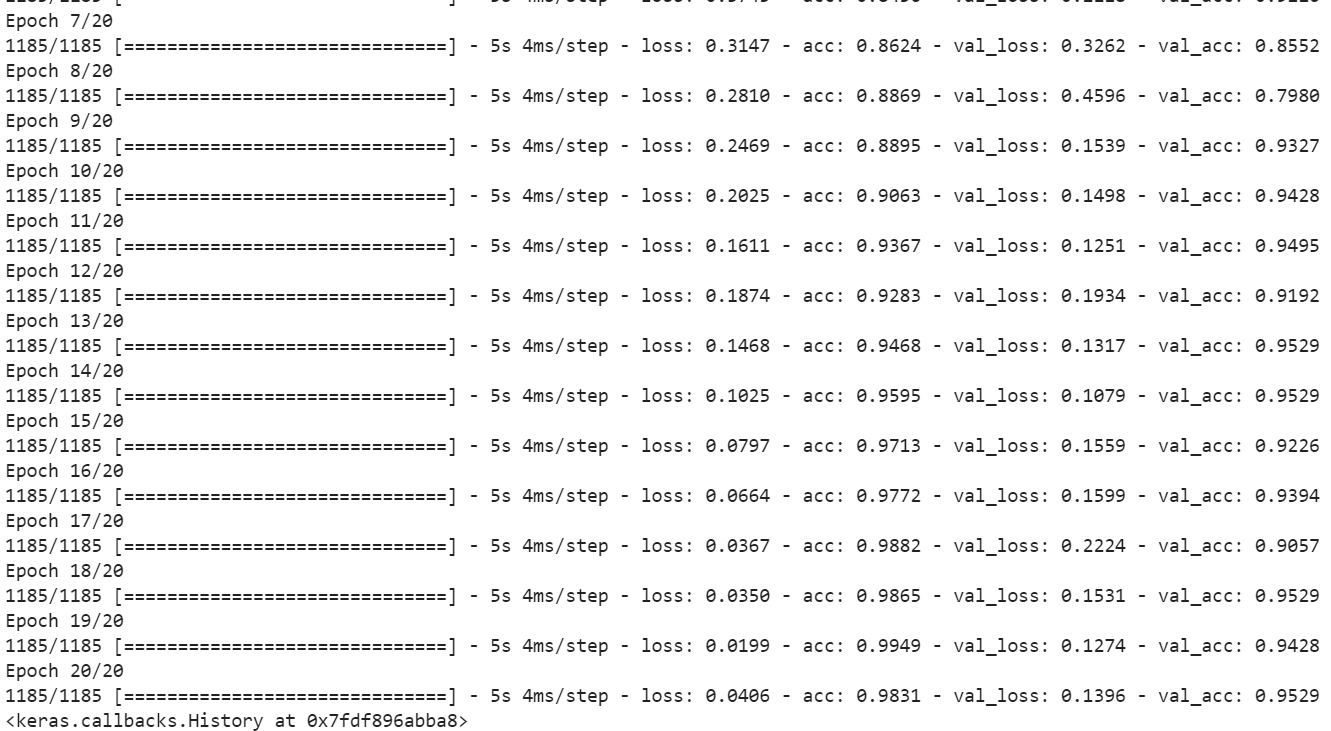 1185/1185 [==============================] - 5s 4ms/step - loss: - acc: - val_loss: - val_acc:
Epoch 7/20
1185/1185 [==============================] - 5s 4ms/step - loss: 0.3147 - acc: 0.8624 - val_loss: 0.3262 - val_acc: 0.8552
Epoch 8/20
1185/1185 [==============================] - 5s 4ms/step - loss: 0.2810 - acc: 0.8869 - val_loss: 0.4596 - val_acc: 0.7980
Epoch 9/20
1185/1185 [==============================] - 5s 4ms/step - loss: 0.2469 - acc: 0.8895 - val_loss: 0.1539 - val_acc: 0.9327
Epoch 10/20
1185/1185 [==============================] - 5s 4ms/step - loss: 0.2025 - acc: 0.9063 - val_loss: 0.1498 - val_acc: 0.9428
Epoch 11/20
1185/1185 [==============================] - 5s 4ms/step - loss: 0.1611 - acc: 0.9367 - val_loss: 0.1251 - val_acc: 0.9495
Epoch 12/20
1185/1185 [==============================] - 5s 4ms/step - loss: 0.1874 - acc: 0.9283 - val_loss: 0.1934 - val_acc: 0.9192
Epoch 13/20
1185/1185 [==============================] - 5s 4ms/step - loss: 0.1468 - acc: 0.9468 - val_loss: 0.1317 - val_acc: 0.9529
Epoch 14/20
1185/1185 [==============================] - 5s 4ms/step - loss: 0.1025 - acc: 0.9595 - val_loss: 0.1079 - val_acc: 0.9529
Epoch 15/20
1185/1185 [==============================] - 5s 4ms/step - loss: 0.0797 - acc: 0.9713 - val_loss: 0.1559 - val_acc: 0.9226
Epoch 16/20
1185/1185 [==============================] - 5s 4ms/step - loss: 0.0664 - acc: 0.9772 - val_loss: 0.1599 - val_acc: 0.9394
Epoch 17/20
1185/1185 [==============================] - 5s 4ms/step - loss: 0.0367 - acc: 0.9882 - val_loss: 0.2224 - val_acc: 0.9057
Epoch 18/20
1185/1185 [==============================] - 5s 4ms/step - loss: 0.0350 - acc: 0.9865 - val_loss: 0.1531 - val_acc: 0.9529
Epoch 19/20
1185/1185 [==============================] - 5s 4ms/step - loss: 0.0199 - acc: 0.9949 - val_loss: 0.1274 - val_acc: 0.9428
Epoch 20/20
1185/1185 [==============================] - 5s 4ms/step - loss: 0.0406 - acc: 0.9831 - val_loss: 0.1396 - val_acc: 0.9529
<keras.callbacks.History at 0x7fdf896abba8>